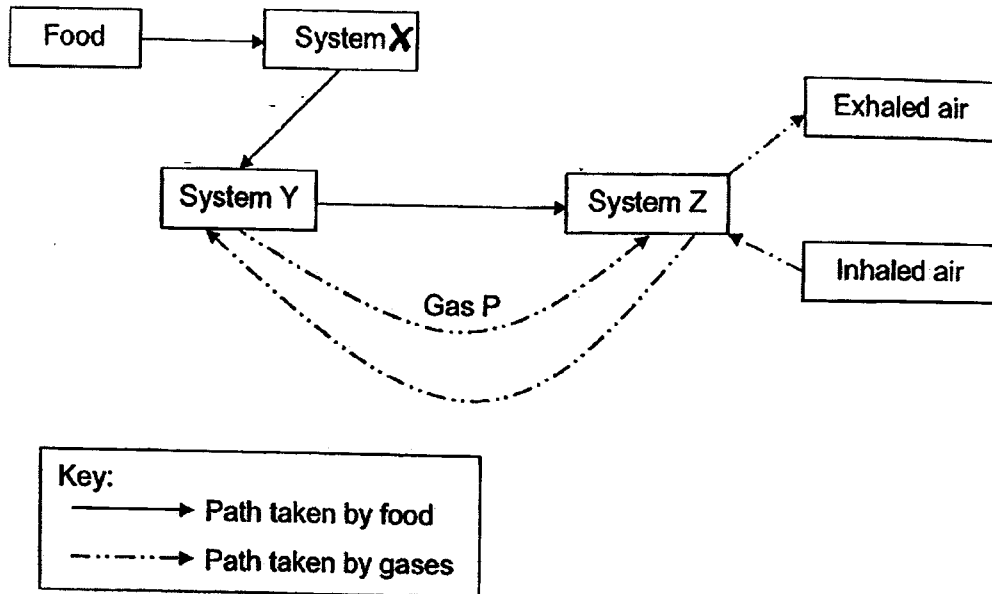 Food
System X
Exhaled air
System Y
System Z
Inhaled air
Gas P
Key:
Path taken by food
Path taken by gases